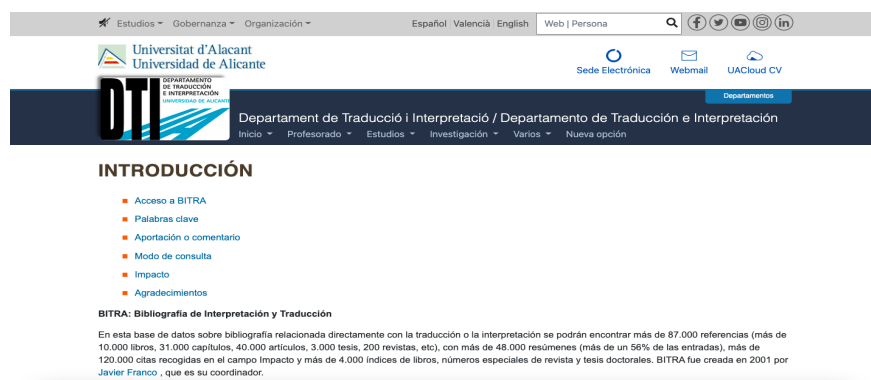 Estudios Gobernanza Organización Español Valencià English Web | Persona
Universitat d'Alacant
Universidad de Alicante
Sede Electrónica Webmail UACloud CV
DTI
DEPARTAMENTO
DE TRADUCCIÓN
E INTERPRETACIÓN
UNIVERSIDAD DE ALICANTE
Departamentos
Departament de Traducció i Interpretació / Departamento de Traducción e Interpretación
Inicio Profesorado Estudios Investigación Varios Nueva opción
INTRODUCCIÓN
Acceso a BITRA
Palabras clave
Aportación o comentario
Modo de consulta
Impacto
Agradecimientos
BITRA: Bibliografía de Interpretación y Traducción
En esta base de datos sobre bibliografía relacionada directamente con la traducción o la interpretación se podrán encontrar más de 87.000 referencias (más de
10.000 libros, 31.000 capítulos, 40.000 artículos, 3.000 tesis, 200 revistas, etc), con más de 48.000 resúmenes (más de un 56% de las entradas), más de
120.000 citas recogidas en el campo Impacto y más de 4.000 índices de libros, números especiales de revista y tesis doctorales. BITRA fue creada en 2001 por
Javier Franco , que es su coordinador.